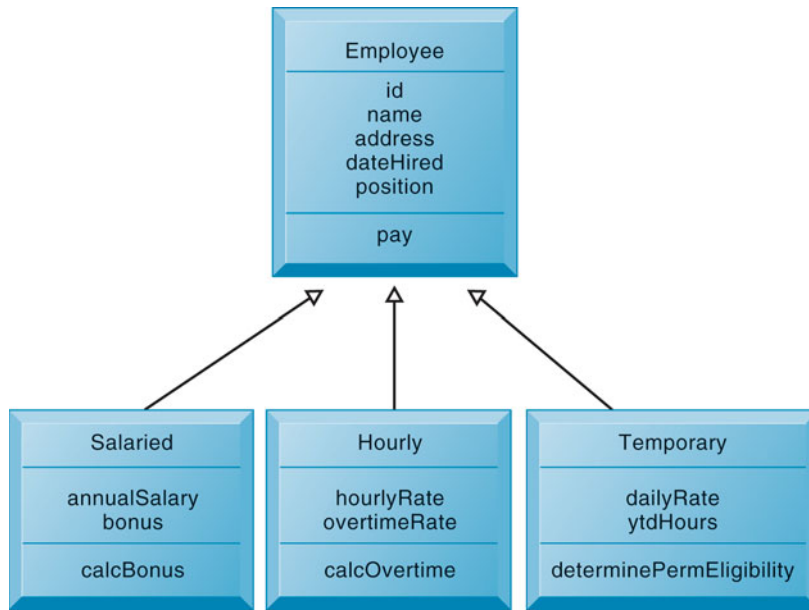 Employee
id
name
address
dateHired
position
pay
Salaried
annualSalary
bonus
calcBonus
Hourly
hourlyRate
overtimeRate
calcOvertime
Temporary
dailyRate
ytdHours
determinePermEligibility